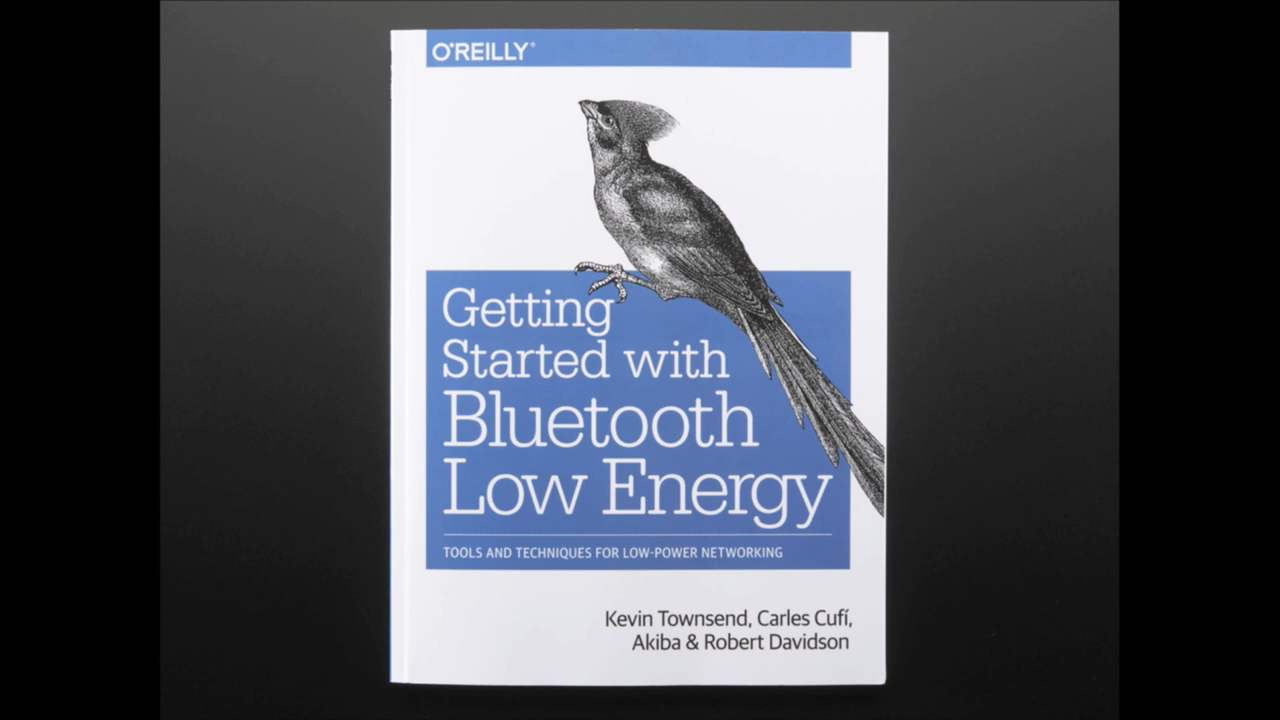 O'REILLY®
Getting
Started with
Bluetooth
Low Energy
TOOLS AND TECHNIQUES FOR LOW-POWER NETWORKING
Kevin Townsend, Carles Cufí,
Akiba & Robert Davidson